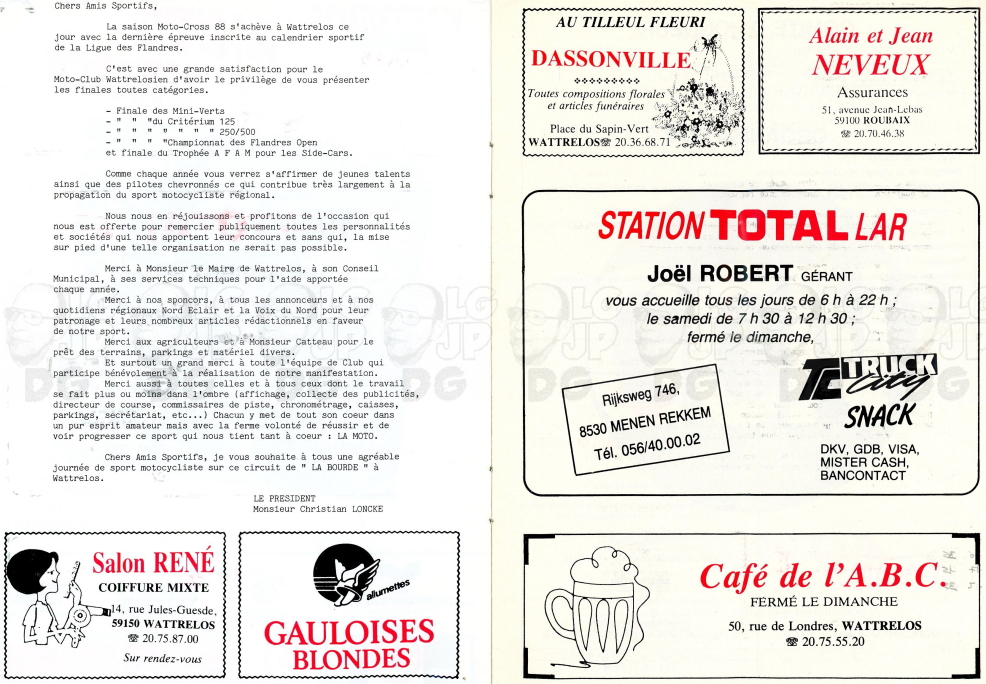 Chers Amis Sportifs,
La saison Moto-Cross 88 s'achève à Wattrelos ce
jour avec la dernière épreuve inscrite au calendrier sportif
de la Ligue des Flandres.
C'est avec une grande satisfaction pour le
Moto-Club Wattrelosien d'avoir le privilège de vous présenter
les finales toutes catégories.
- Finale des Mini-Verts
- " " "du Critérium 125
- " " " " " " " 250/500
- " " " "Championnat des Flandres Open
et finale du Trophée A F A M pour les Side-Cars.
Comme chaque année vous verrez s'affirmer de jeunes talents
ainsi que des pilotes chevronnés ce qui contribue très largement à la
propagation du sport motocycliste régional.
Nous nous en réjouissons et profitons de l'occasion qui
nous est offerte pour remercier publiquement toutes les personnalités
et sociétés qui nous apportent leur concours et sans qui, la mise
sur pied d'une telle organisation ne serait pas possible.
Merci à Monsieur le Maire de Wattrelos, à son Conseil
Municipal, à ses services techniques pour l'aide apportée
chaque année.
Merci à nos sponcors, à tous les annonceurs et à nos
quotidiens régionaux Nord Eclair et la Voix du Nord pour leur
patronage et leurs nombreux articles rédactionnels en faveur
de notre sport.
Merci aux agriculteurs et à Monsieur Catteau pour le
prêt des terrains, parkings et matériel divers.
Et surtout un grand merci à toute l'équipe de Club qui
participe bénévolement à la réalisation de notre manifestation.
Merci aussi à toutes celles et à tous ceux dont le travail
se fait plus ou moins dans l'ombre (affichage, collecte des publicités,
directeur de course, commissaires de piste, chronométrage, caisses,
parkings, secrétariat, etc...) Chacun y met de tout son coeur dans
un pur esprit amateur mais avec la ferme volonté de réussir et de
voir progresser ce sport qui nous tient tant à coeur : LA MOTO.
Chers Amis Sportifs, je vous souhaite à tous une agréable
journée de sport motocycliste sur ce circuit de " LA BOURDE " à
Wattrelos.
LE PRESIDENT
Monsieur Christian LONCKE
Salon RENÉ
COIFFURE MIXTE
14, rue Jules-Guesde,
59150 WATTRELOS
☎ 20.75.87.00
Sur rendez-vous
allumettes
GAULOISES
BLONDES
AU TILLEUL FLEURI
DASSONVILLE
Toutes compositions florales
et articles funéraires
Place du Sapin-Vert
WATTRELOS ☎ 20.36.68.71
Alain et Jean
NEVEUX
Assurances
51, avenue Jean-Lebas
59100 ROUBAIX
☎ 20.70.46.38
STATION TOTAL LAR
Joël ROBERT GÉRANT
vous accueille tous les jours de 6 h à 22 h ;
le samedi de 7 h 30 à 12 h 30 ;
fermé le dimanche,
Rijksweg 746,
8530 MENEN REKKEM
Tél. 056/40.00.02
TC TRUCK
City
SNACK
DKV, GDB, VISA,
MISTER CASH,
BANCONTACT
Café de l'A.B.C.
FERMÉ LE DIMANCHE
50, rue de Londres, WATTRELOS
☎ 20.75.55.20